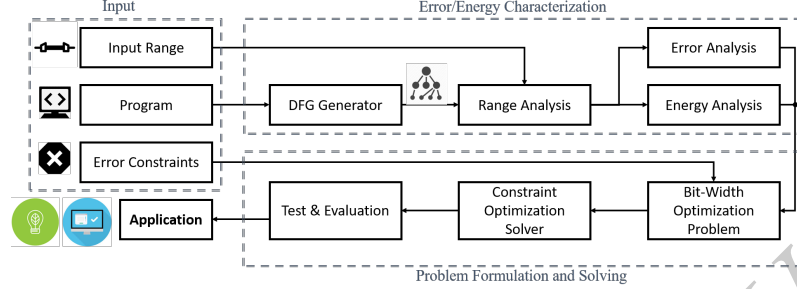 Input
Error/Energy Characterization
Input Range
Error Analysis
Program
DFG Generator
Range Analysis
Energy Analysis
Error Constraints
Application
Test & Evaluation
Constraint
Optimization
Solver
Bit-Width
Optimization
Problem
Problem Formulation and Solving